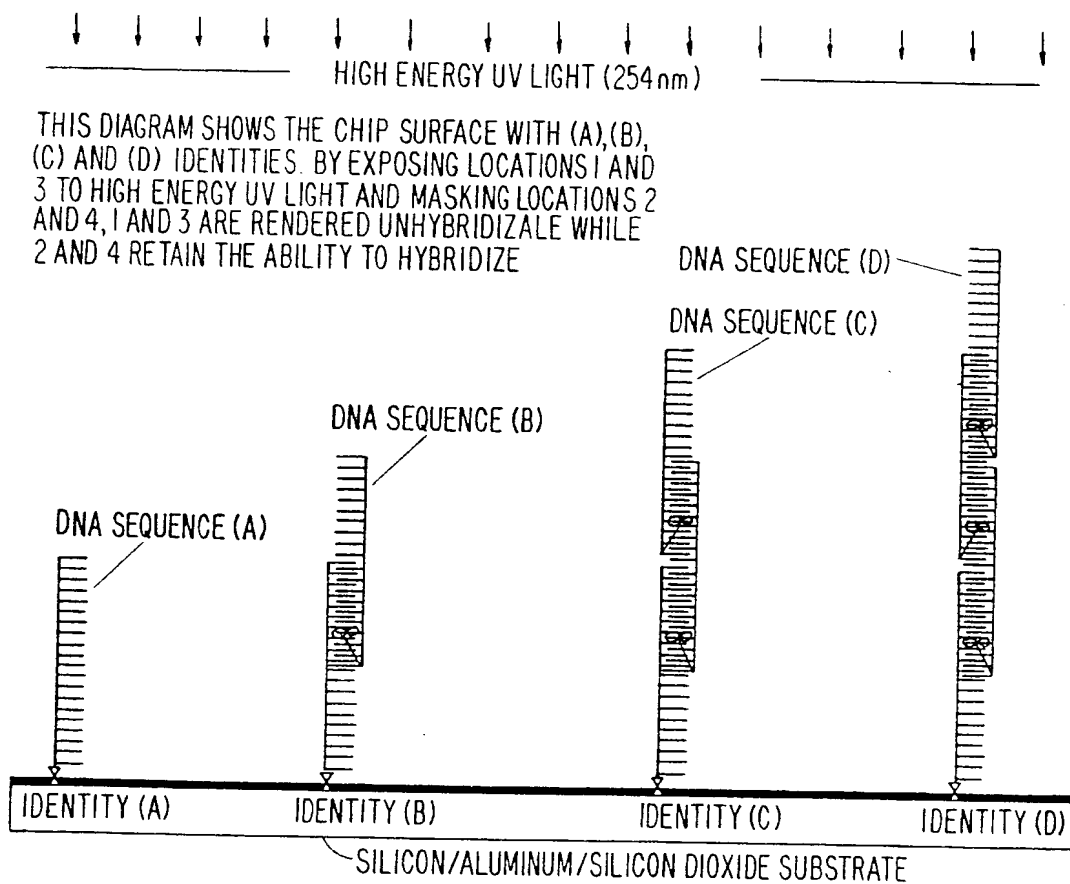 HIGH ENERGY UV LIGHT (254nm)
THIS DIAGRAM SHOWS THE CHIP SURFACE WITH (A),(B),
(C) AND (D) IDENTITIES. BY EXPOSING LOCATIONS 1 AND
3 TO HIGH ENERGY UV LIGHT AND MASKING LOCATIONS 2
AND 4, 1 AND 3 ARE RENDERED UNHYBRIDIZALE WHILE
2 AND 4 RETAIN THE ABILITY TO HYBRIDIZE
DNA SEQUENCE (D)
DNA SEQUENCE (C)
DNA SEQUENCE (B)
DNA SEQUENCE (A)
IDENTITY (A)
IDENTITY (B)
IDENTITY (C)
IDENTITY (D)
SILICON/ALUMINUM/SILICON DIOXIDE SUBSTRATE